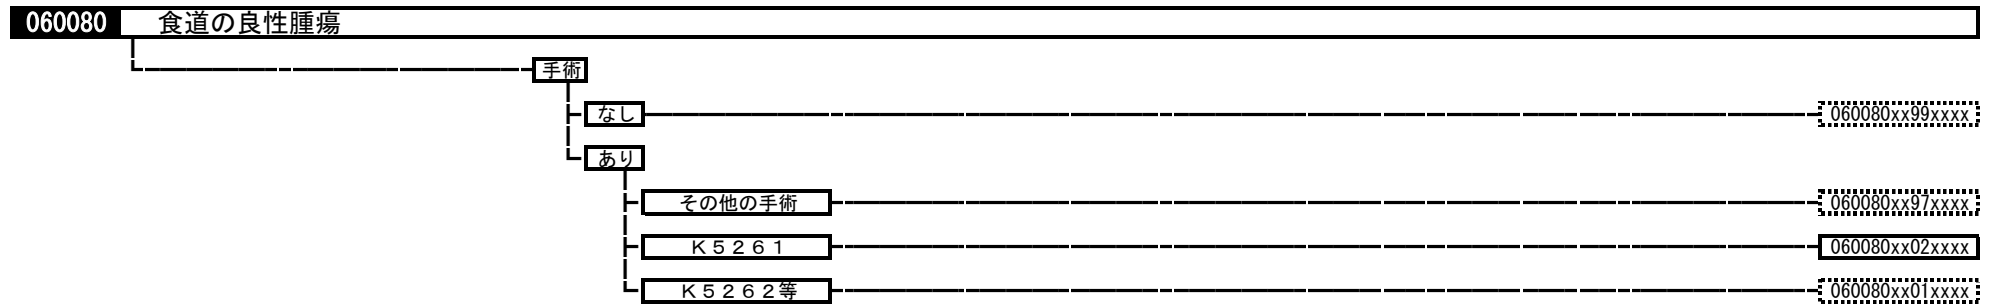 060080 食道の良性腫瘍
手術
なし 060080xx99xxxx
あり
その他の手術 060080xx97xxxx
K5261 060080xx02xxxx
K5262等 060080xx01xxxx